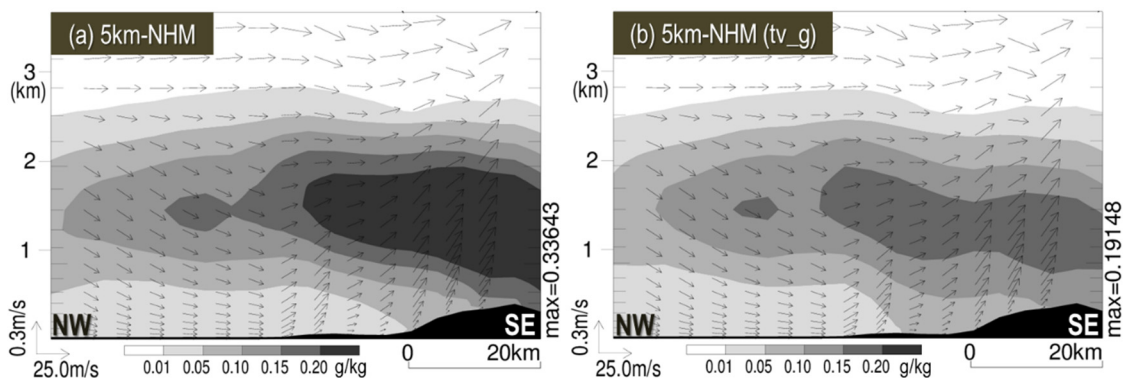 (a) 5km-NHM
3
(km)
2
1
0.3m/s
25.0m/s
NW
SE
max=0.33643
0.01 0.05 0.10 0.15 0.20 g/kg
0
20km
(b) 5km-NHM (tv_g)
3
(km)
2
1
0.3m/s
25.0m/s
NW
SE
max=0.19148
0.01 0.05 0.10 0.15 0.20 g/kg
0
20km